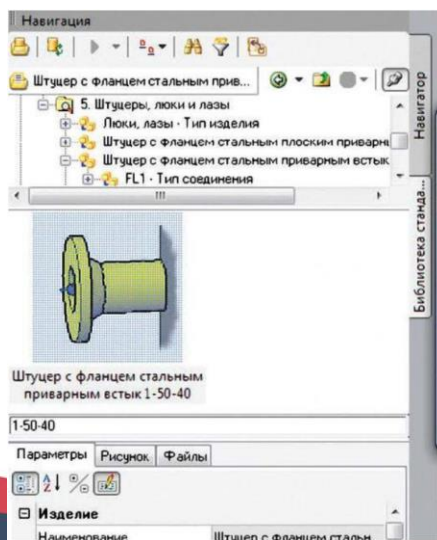 Навигация
Штуцер с фланцем стальным прив...
5. Штуцеры, люки и лазы
Люки, лазы · Тип изделия
Штуцер с фланцем стальным плоским приварн
Штуцер с фланцем стальным приварным встык
FL1 · Тип соединения
Штуцер с фланцем стальным
приварным встык 1-50-40
1-50-40
Параметры Рисунок Файлы
Изделие
Наименование Штуцер с фланцем стальн
Навигатор
Библиотека станда...